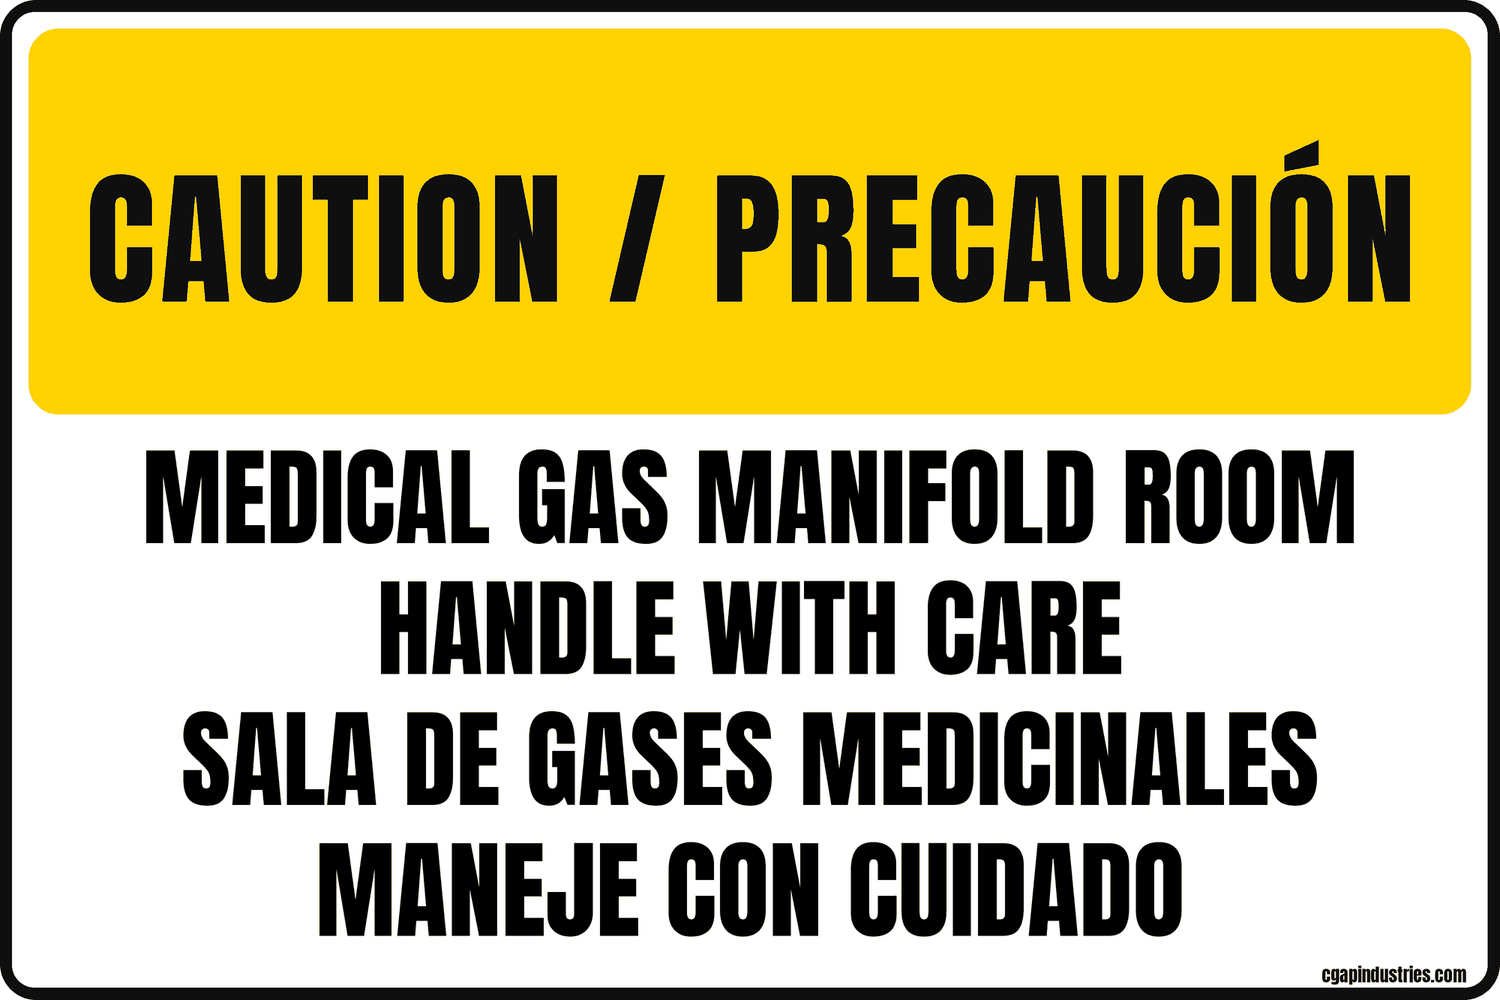 CAUTION / PRECAUCIÓN
MEDICAL GAS MANIFOLD ROOM
HANDLE WITH CARE
SALA DE GASES MEDICINALES
MANEJE CON CUIDADO
cgapindustries.com